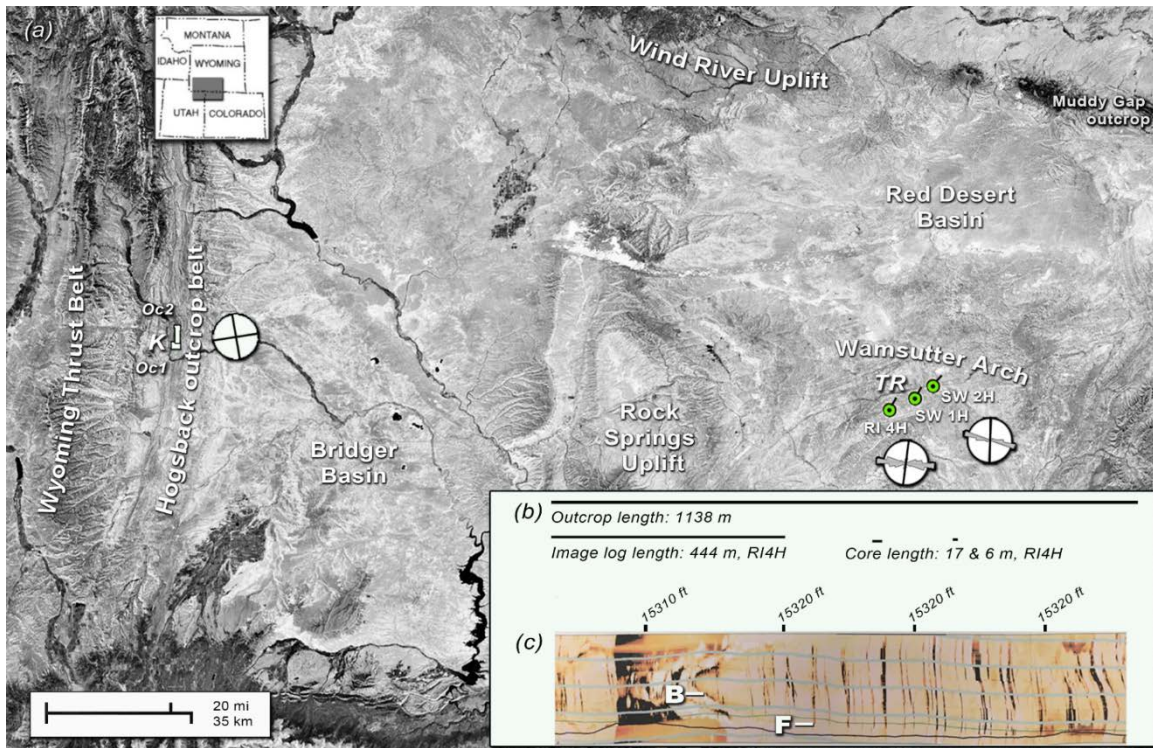 (a)
MONTANA
IDAHO
WYOMING
UTAH
COLORADO
Wind River Uplift
Muddy Gap
outcrop
Red Desert
Basin
Wyoming Thrust Belt
Hogsback outcrop belt
Oc2
K
Oc1
Wamsutter Arch
TR
SW 2H
SW 1H
RI 4H
Bridger
Basin
Rock
Springs
Uplift
20 mi
35 km
(b)
Outcrop length: 1138 m
Image log length: 444 m, RI4H
Core length: 17 & 6 m, RI4H
15310 ft
15320 ft
15320 ft
15320 ft
(c)
B
F